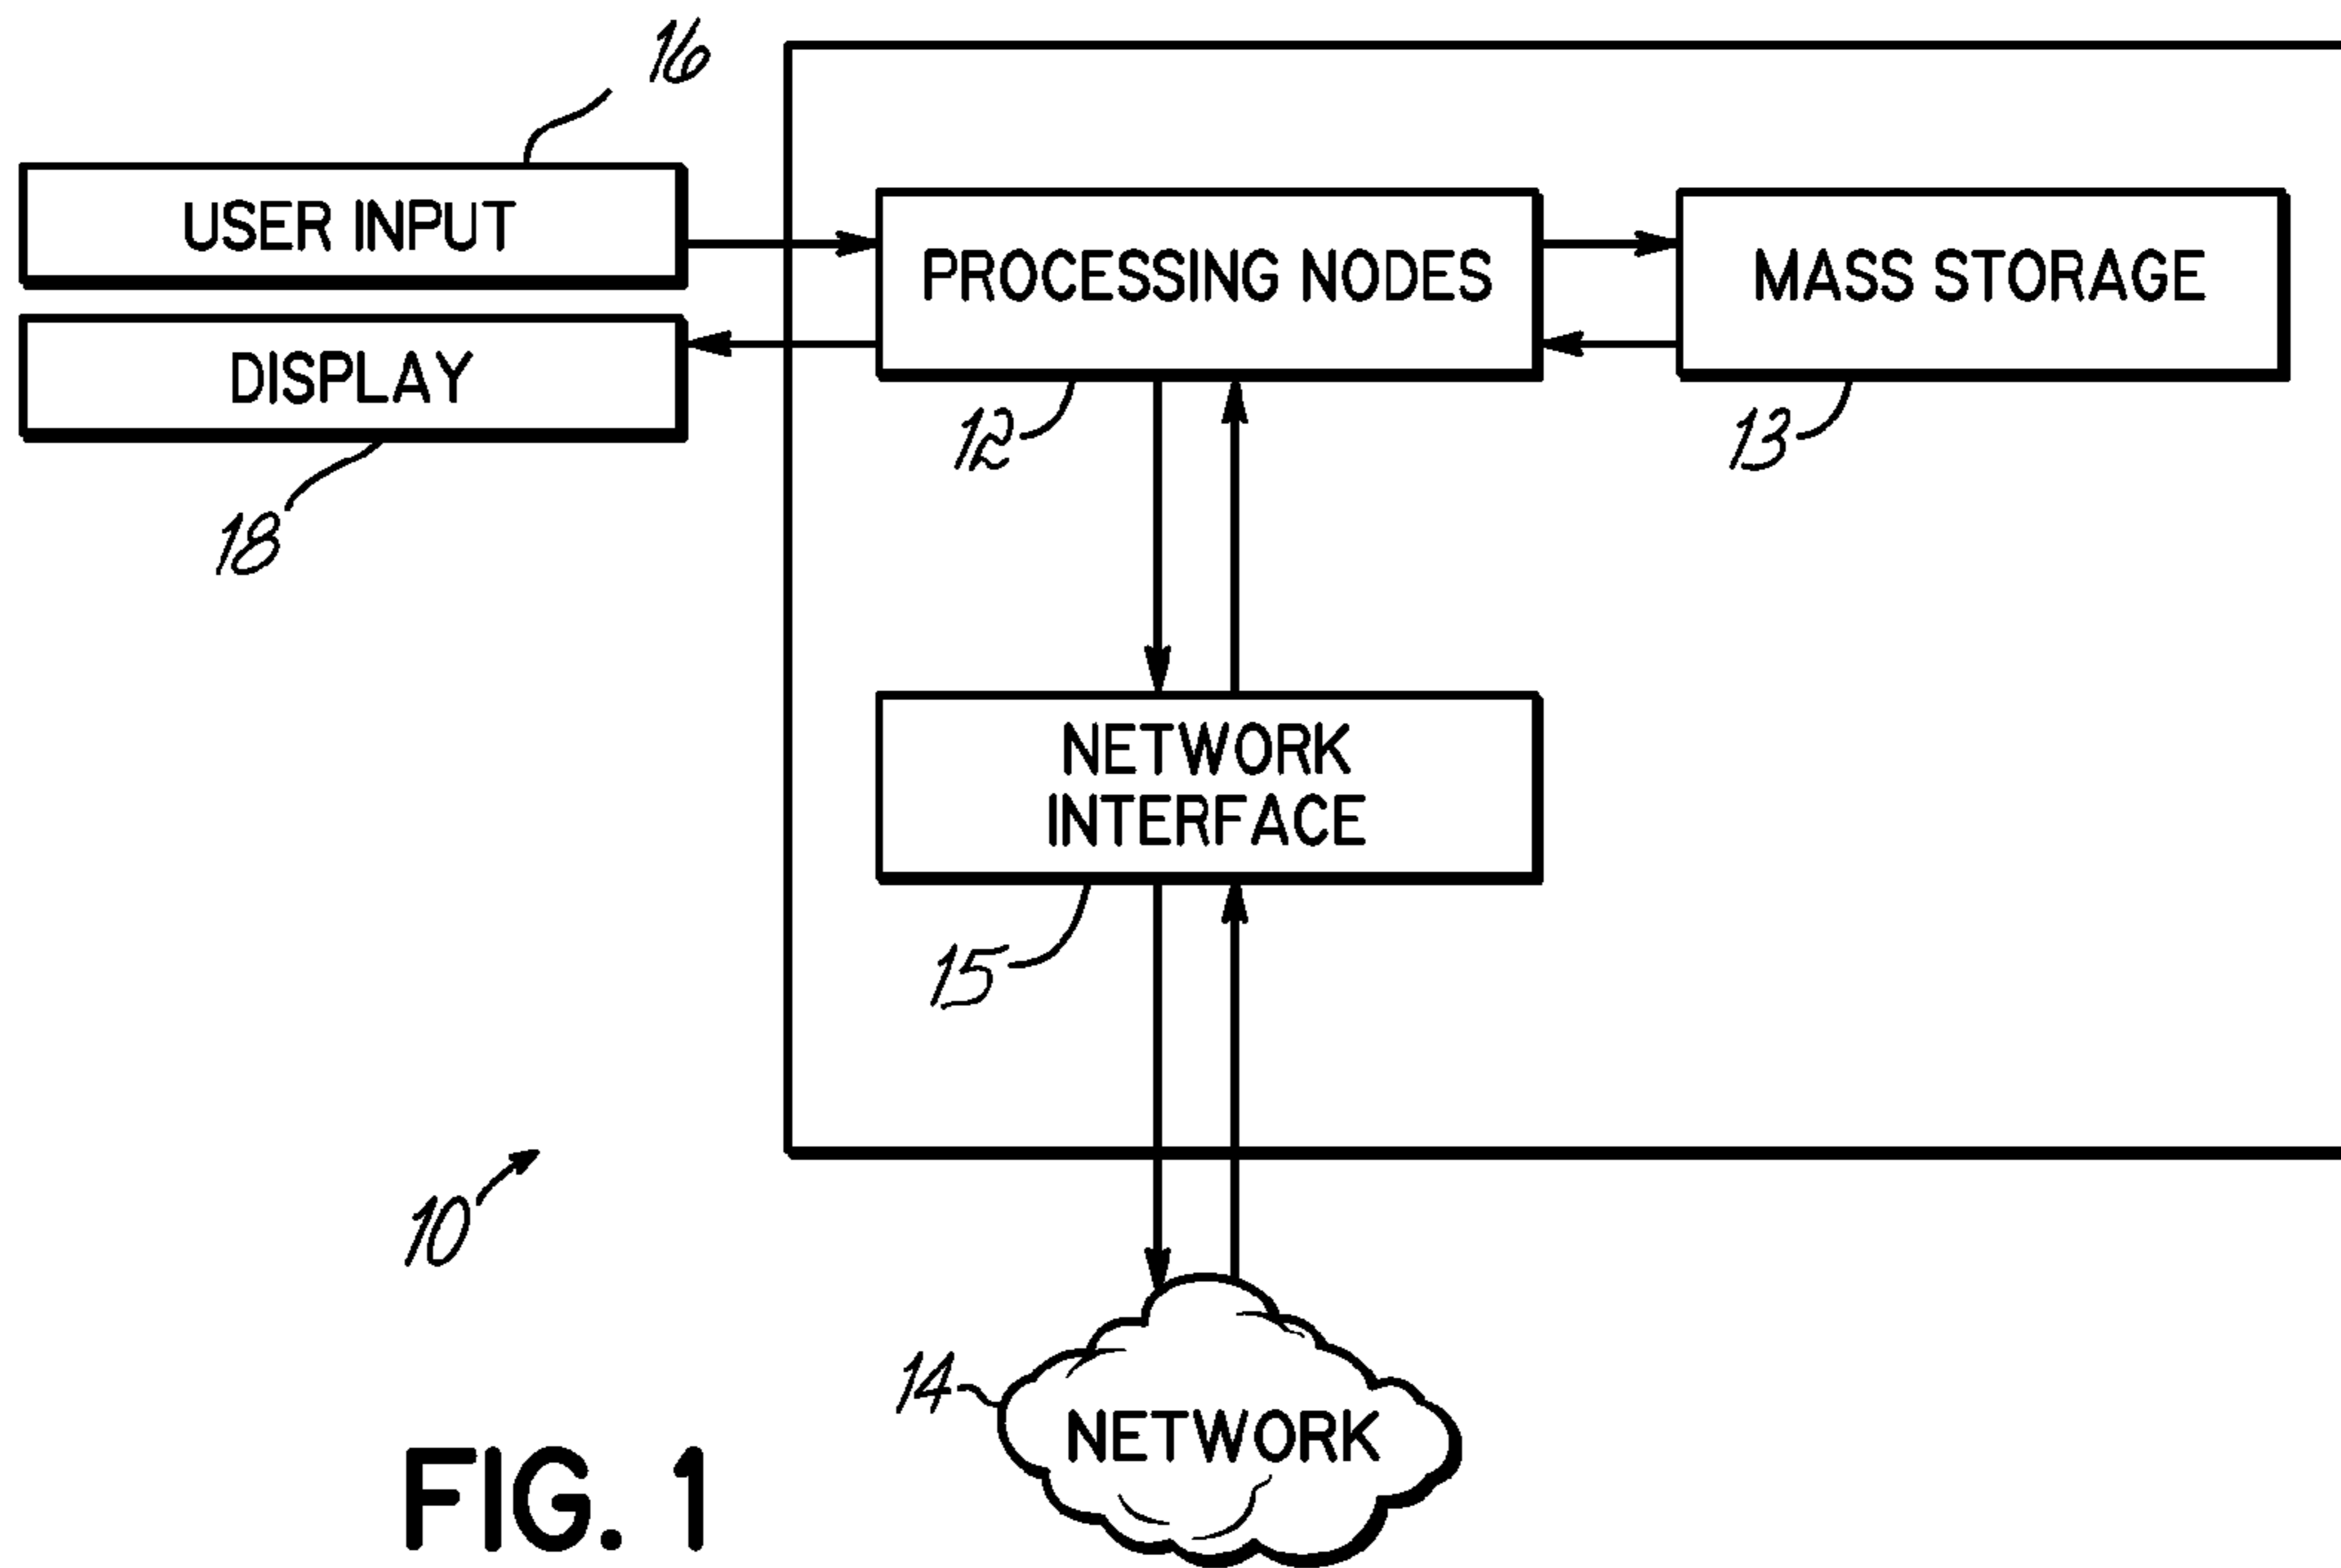 16
USER INPUT
PROCESSING NODES
MASS STORAGE
DISPLAY
12
13
18
NETWORK
INTERFACE
15
10
14
NETWORK
FIG. 1